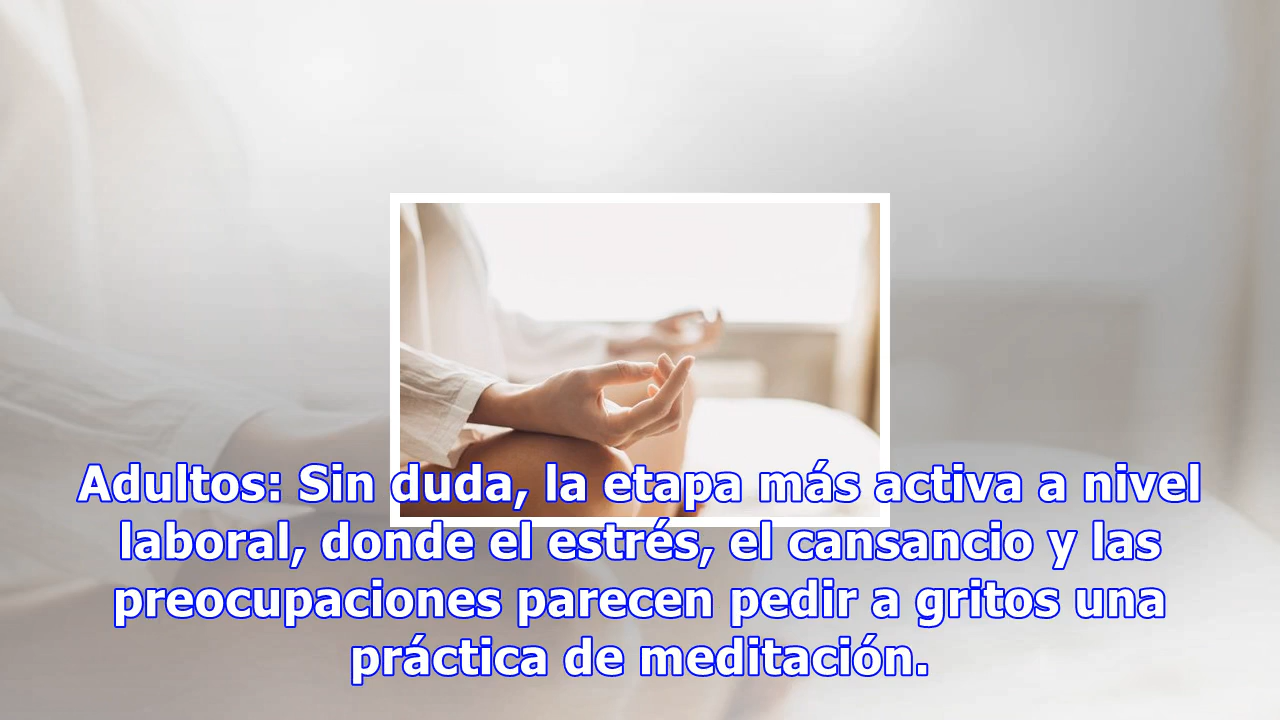 Adultos: Sin duda, la etapa más activa a nivel
laboral, donde el estrés, el cansancio y las
preocupaciones parecen pedir a gritos una
práctica de meditación.